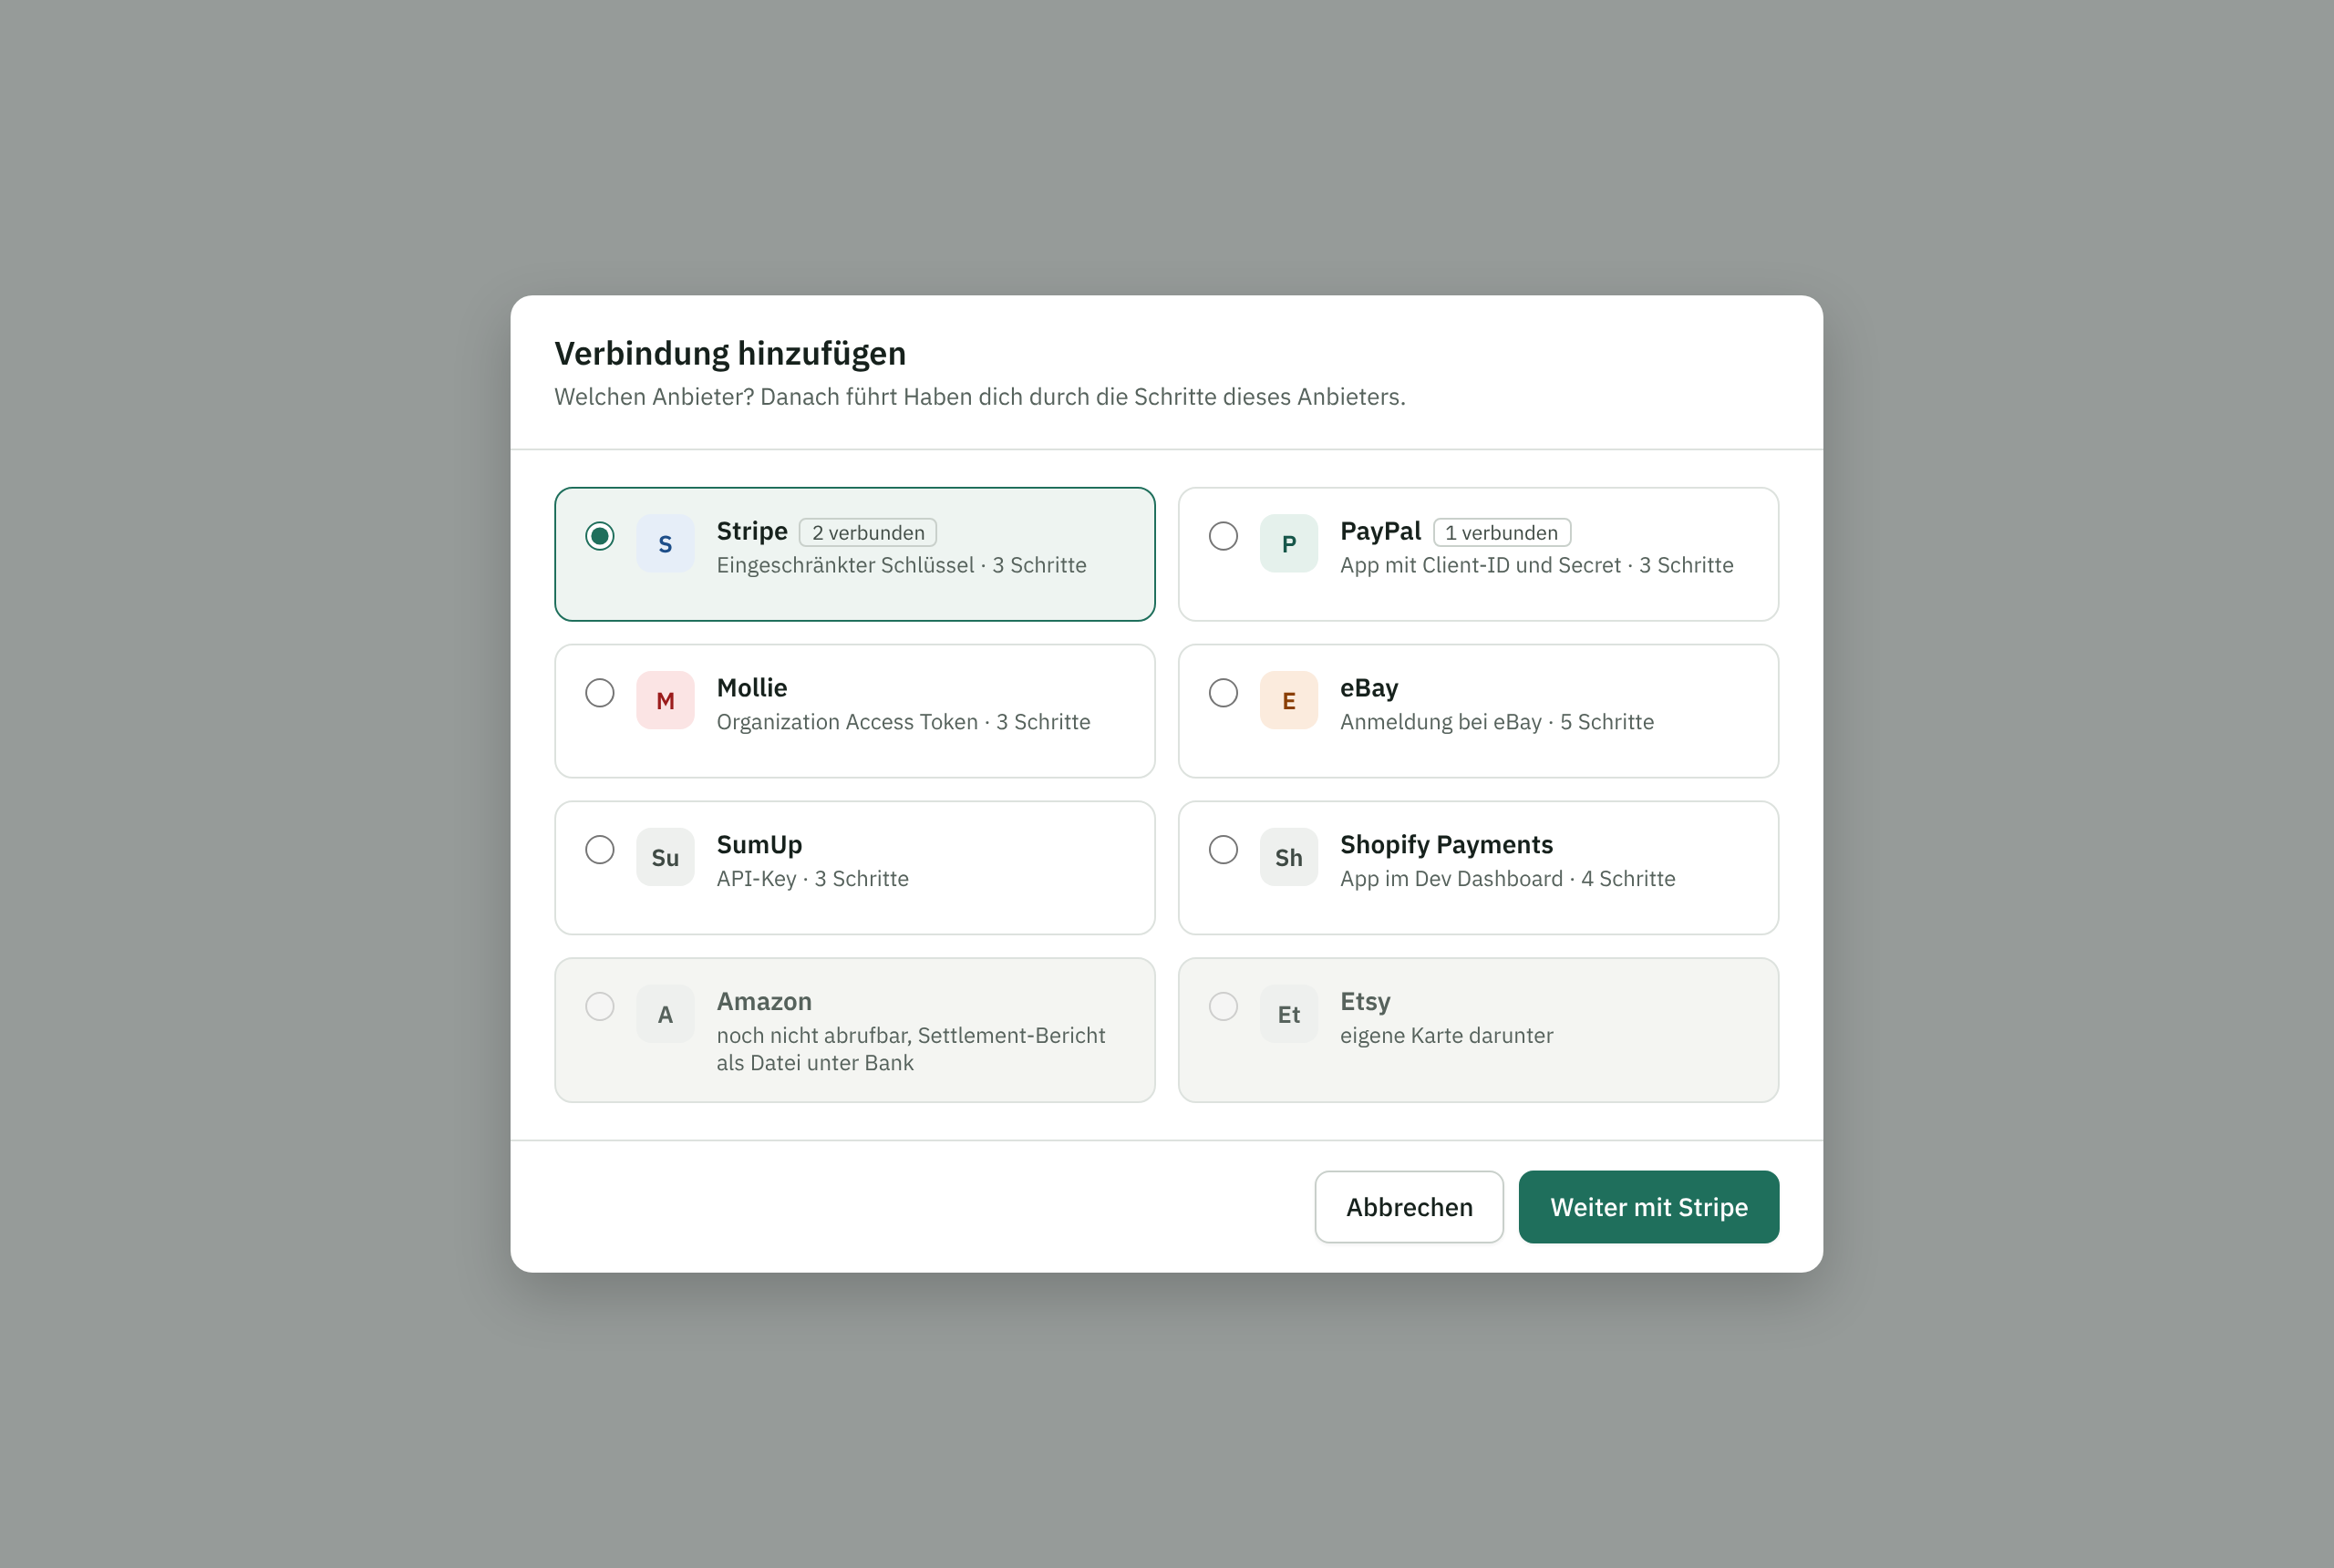 Verbindung hinzufügen
Welchen Anbieter? Danach führt Haben dich durch die Schritte dieses Anbieters.
S
Stripe 2 verbunden
Eingeschränkter Schlüssel · 3 Schritte
P
PayPal 1 verbunden
App mit Client-ID und Secret · 3 Schritte
M
Mollie
Organization Access Token · 3 Schritte
E
eBay
Anmeldung bei eBay · 5 Schritte
Su
SumUp
API-Key · 3 Schritte
Sh
Shopify Payments
App im Dev Dashboard · 4 Schritte
A
Amazon
noch nicht abrufbar, Settlement-Bericht
als Datei unter Bank
Et
Etsy
eigene Karte darunter
Abbrechen
Weiter mit Stripe